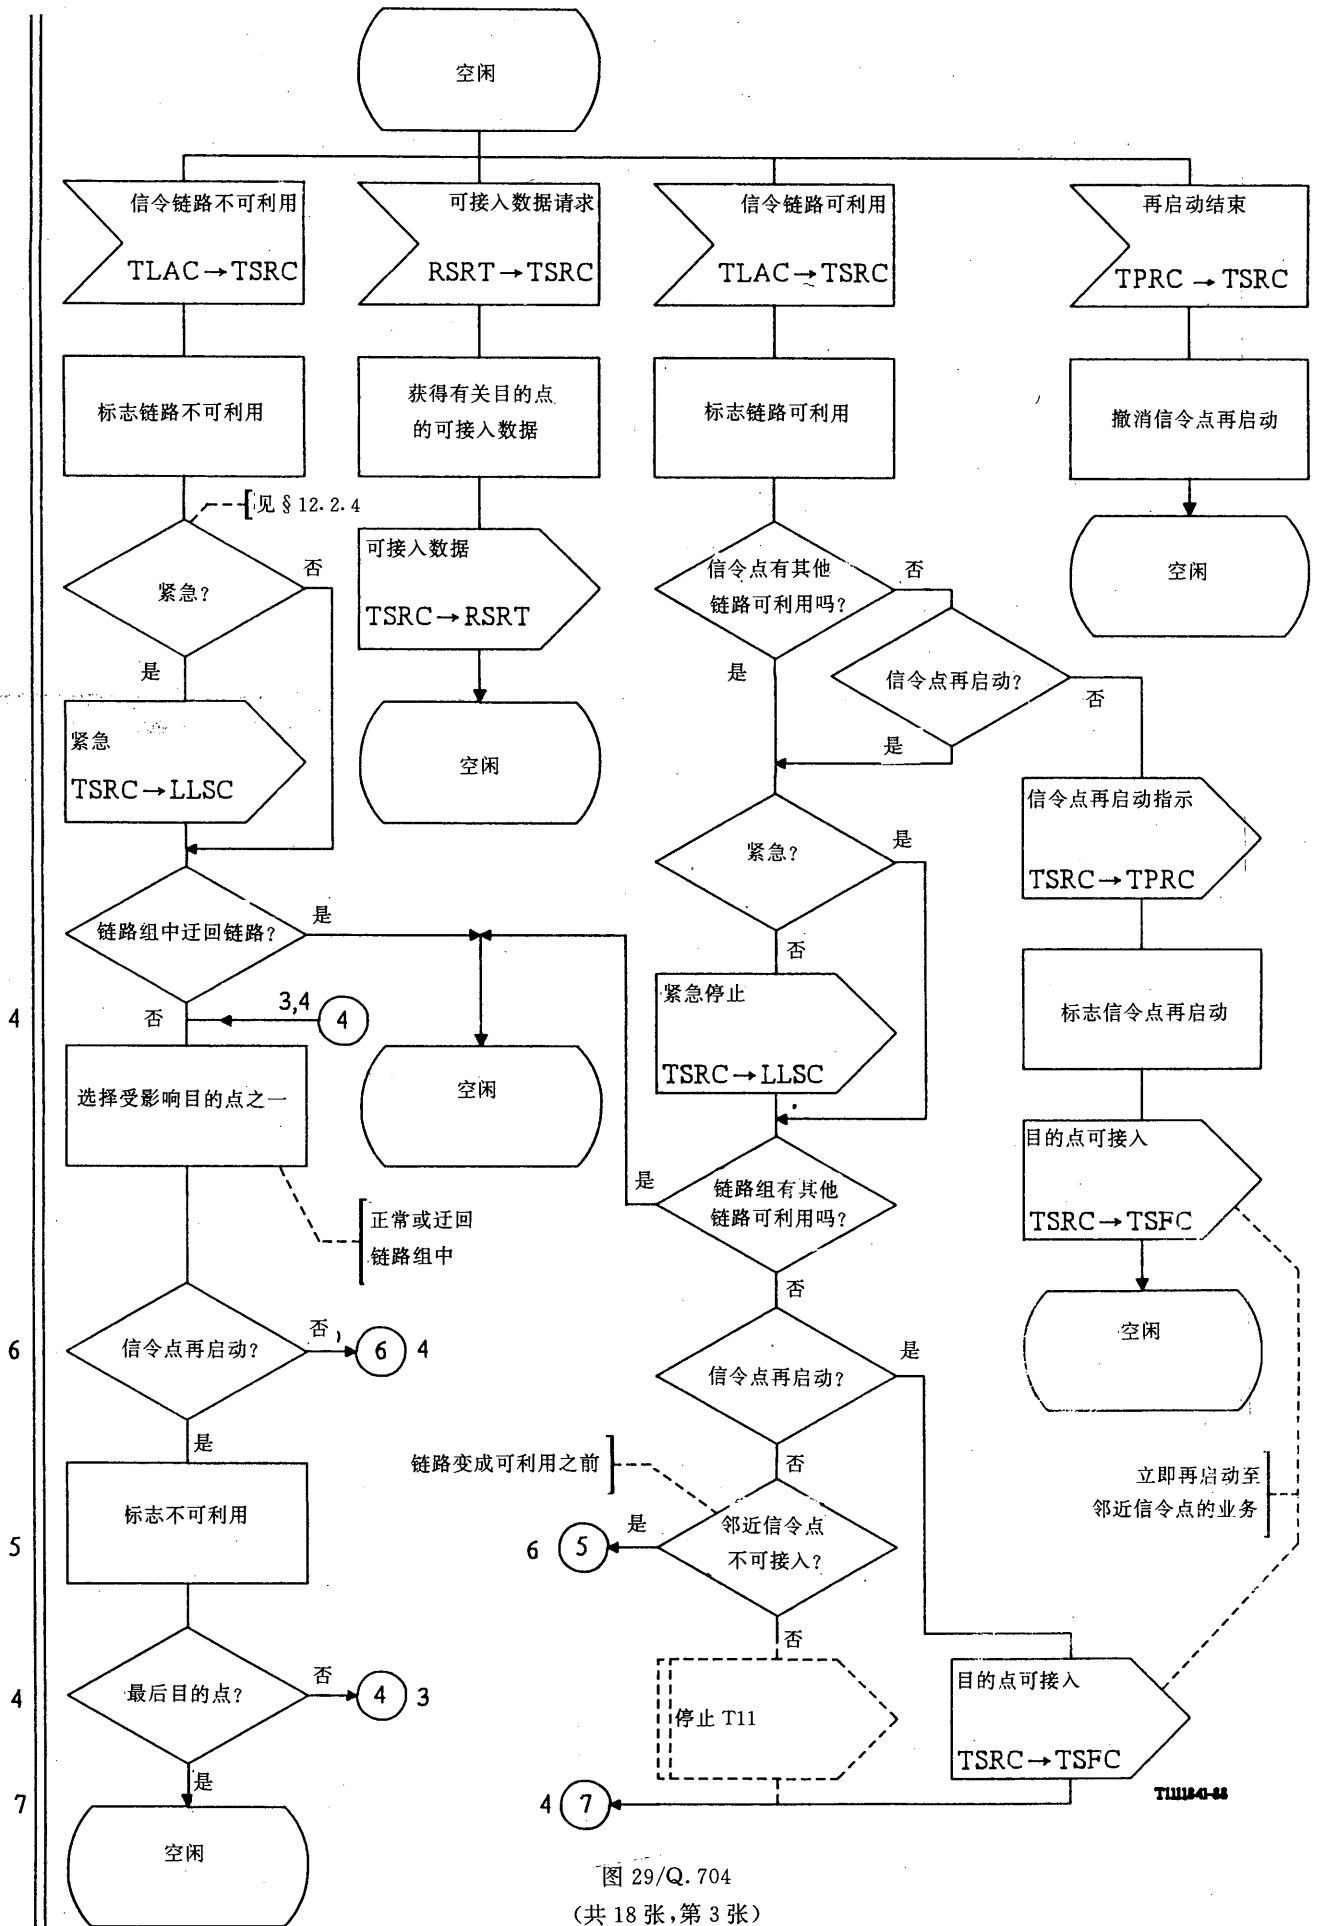 空闲
信令链路不可利用
TLAC→TSRC
可接入数据请求
RSRT→TSRC
信令链路可利用
TLAC→TSRC
再启动结束
TPRC→TSRC
标志链路不可利用
获得有关目的点
的可接入数据
标志链路可利用
撤消信令点再启动
见§12.2.4
紧急?
否
是
可接入数据
TSRC→RSRT
信令点有其他
链路可利用吗?
否
是
空闲
信令点再启动?
否
是
紧急
TSRC→LLSC
空闲
信令点再启动指示
TSRC→TPRC
紧急?
是
否
链路组中迂回链路?
是
否
紧急停止
TSRC→LLSC
标志信令点再启动
4
3,4
4
空闲
选择受影响目的点之一
正常或迂回
链路组中
目的点可接入
TSRC→TSFC
链路组有其他
链路可利用吗?
是
否
空闲
6
信令点再启动?
否
6
4
是
信令点再启动?
是
否
链路变成可利用之前
立即再启动至
邻近信令点的业务
标志不可利用
5
邻近信令点
不可接入?
是
6
5
否
4
最后目的点?
否
4
3
是
停止 T11
目的点可接入
TSRC→TSFC
7
4
7
T1111841-88
空闲
图 29/Q.704
(共 18 张,第 3 张)